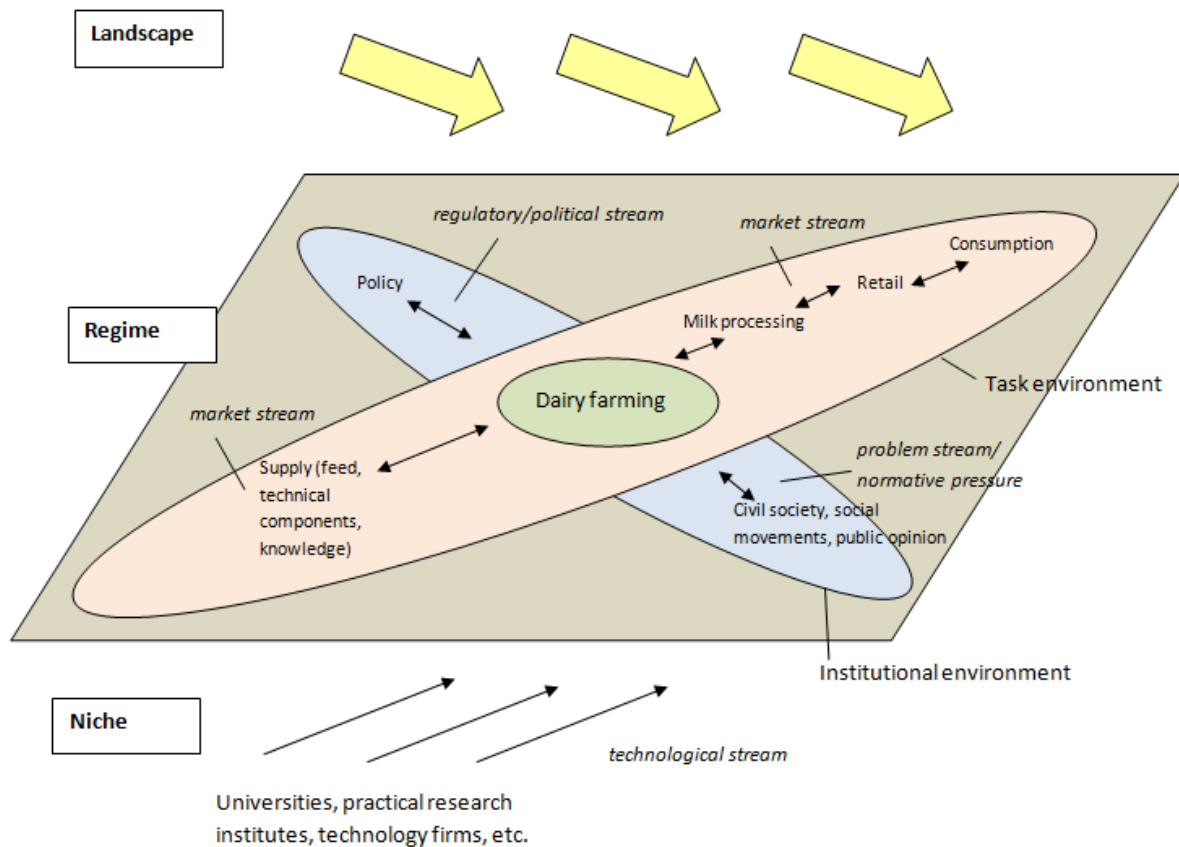 Landscape
regulatory/political stream
market stream
Consumption
Policy
Retail
Regime
Milk processing
Task environment
Dairy farming
market stream
problem stream/
normative pressure
Supply (feed,
technical
components,
knowledge)
Civil society, social
movements, public opinion
Institutional environment
Niche
technological stream
Universities, practical research
institutes, technology firms, etc.